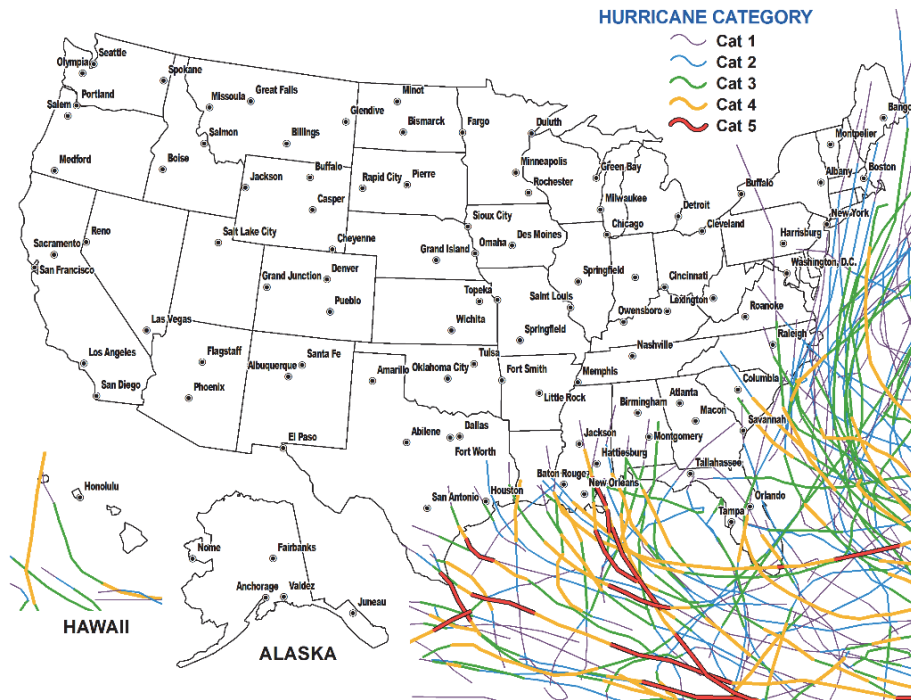 HURRICANE CATEGORY
Cat 1
Cat 2
Cat 3
Cat 4
Cat 5
Seattle
Olympia
Spokane
Portland
Salem
Medford
Missoula
Great Falls
Glendive
Minot
Bismarck
Fargo
Duluth
Salmon
Billings
Boise
Jackson
Buffalo
Casper
Rapid City
Pierre
Minneapolis
Rochester
Green Bay
Milwaukee
Detroit
Buffalo
Montpelier
Bango
Albany
Boston
New York
Sioux City
Chicago
Cleveland
Harrisburg
Reno
Sacramento
San Francisco
Salt Lake City
Cheyenne
Grand Island
Omaha
Des Moines
Washington, D.C.
Grand Junction
Denver
Pueblo
Topeka
Springfield
Saint Louis
Cincinnati
Lexington
Owensboro
Roanoke
Raleigh
Las Vegas
Wichita
Springfield
Nashville
Los Angeles
San Diego
Flagstaff
Phoenix
Albuquerque
Santa Fe
Amarillo
Oklahoma City
Tulsa
Fort Smith
Little Rock
Memphis
Columbia
Atlanta
Birmingham
Macon
Savannah
El Paso
Abilene
Dallas
Fort Worth
Jackson
Montgomery
Hattiesburg
Tallahassee
Baton Rouge
New Orleans
San Antonio
Houston
Orlando
Tampa
Honolulu
Nome
Fairbanks
Anchorage
Valdez
Juneau
HAWAII
ALASKA